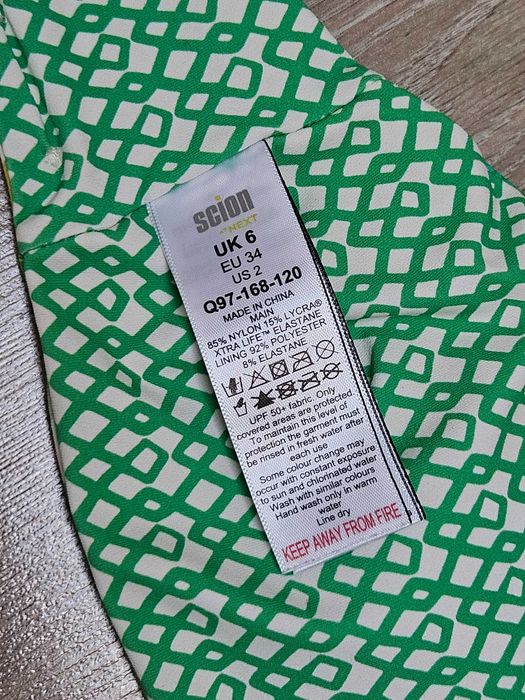 scion
at NEXT
UK 6
EU 34
US 2
Q97-168-120
MADE IN CHINA
MAIN
85% NYLON 15% LYCRA®
XTRA LIFE™ ELASTANE
LINING 92% POLYESTER
8% ELASTANE
UPF 50+ fabric. Only
covered areas are protected
To maintain this level of
protection the garment must
be rinsed in fresh water after
each use
Some colour change may
occur with constant exposure
to sun and chlorinated water
Wash with similar colours
Hand wash only in warm
water
Line dry
KEEP AWAY FROM FIRE